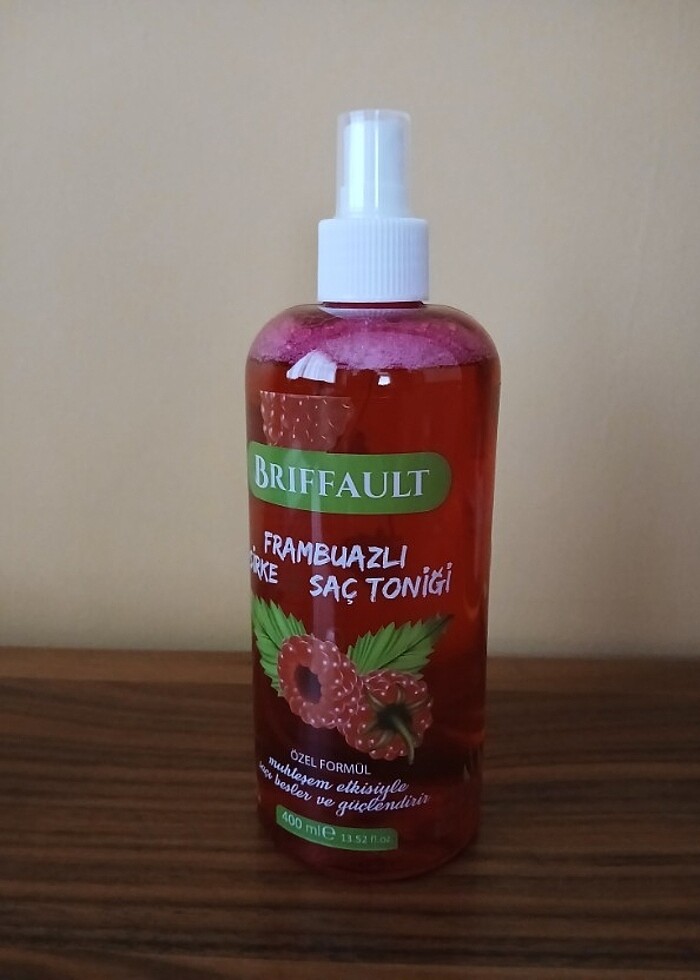 BRIFFAULT
FRAMBUAZLI
SİRKE SAÇ TONİĞİ
ÖZEL FORMÜL
muhteşem etkisiyle
saçı besler ve güçlendirir
400 ml ℮ 13.52 fl.oz